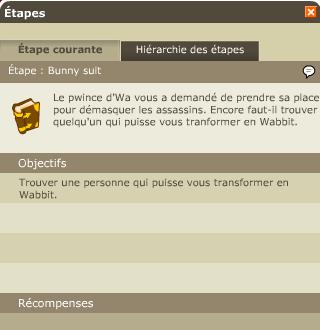 Étapes
Étape courante
Hiérarchie des étapes
Étape : Bunny suit
Le pwince d'Wa vous a demandé de prendre sa place
pour démasquer les assassins. Encore faut-il trouver
quelqu'un qui puisse vous tranformer en Wabbit.
Objectifs
Trouver une personne qui puisse vous transformer en
Wabbit.
Récompenses